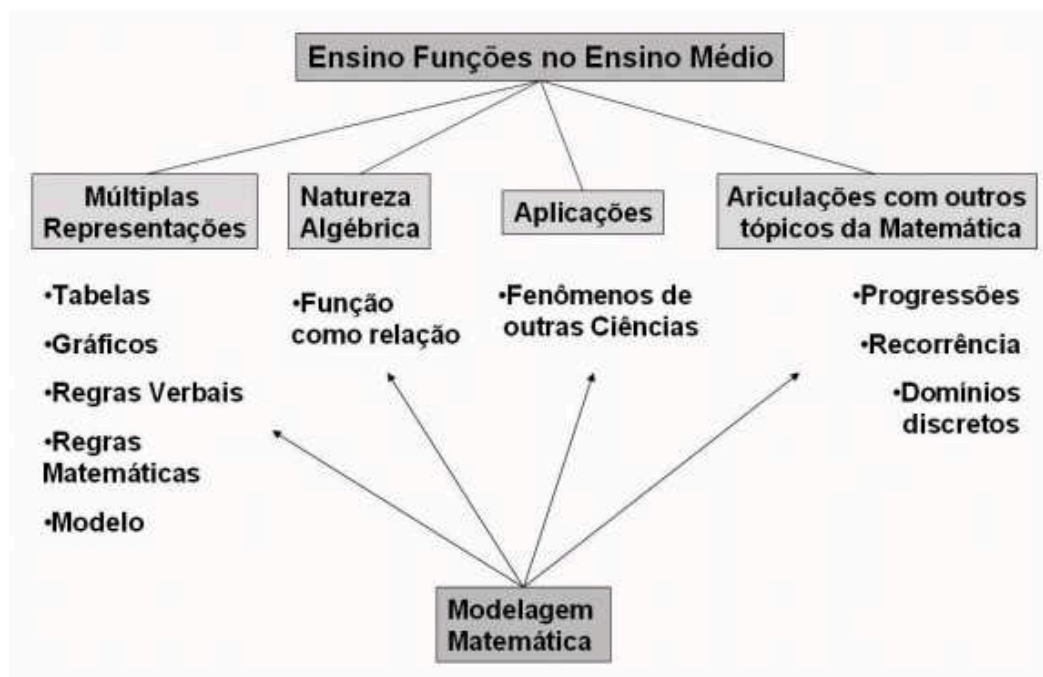 Ensino Funções no Ensino Médio
Múltiplas
Representações
Natureza
Algébrica
Aplicações
Ariculações com outros
tópicos da Matemática
•Tabelas
•Gráficos
•Regras Verbais
•Regras
Matemáticas
•Modelo
•Função
como relação
•Fenômenos de
outras Ciências
•Progressões
•Recorrência
•Domínios
discretos
Modelagem
Matemática